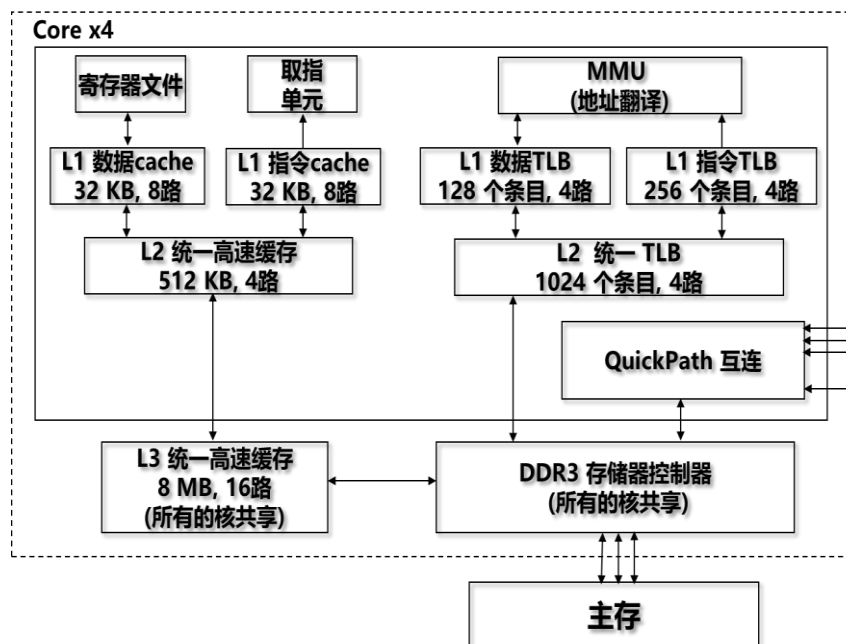 Core x4
寄存器文件
取指
单元
MMU
(地址翻译)
L1 数据cache
32 KB, 8路
L1 指令cache
32 KB, 8路
L1 数据TLB
128 个条目, 4路
L1 指令TLB
256 个条目, 4路
L2 统一高速缓存
512 KB, 4路
L2 统一 TLB
1024 个条目, 4路
QuickPath 互连
L3 统一高速缓存
8 MB, 16路
(所有的核共享)
DDR3 存储器控制器
(所有的核共享)
主存